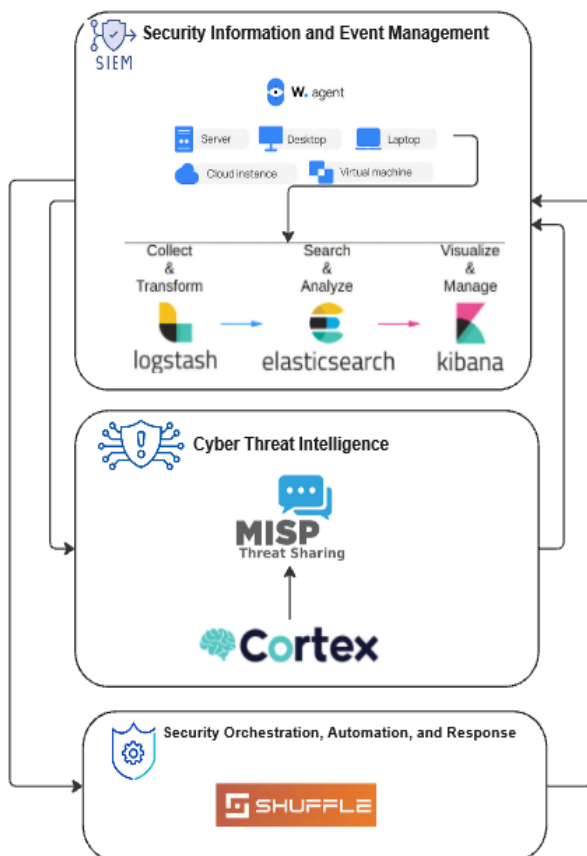 Security Information and Event Management
SIEM
W. agent
Server
Desktop
Laptop
Cloud instance
Virtual machine
Collect
&
Transform
Search
&
Analyze
Visualize
&
Manage
logstash
elasticsearch
kibana
Cyber Threat Intelligence
MISP
Threat Sharing
Cortex
Security Orchestration, Automation, and Response
SHUFFLE